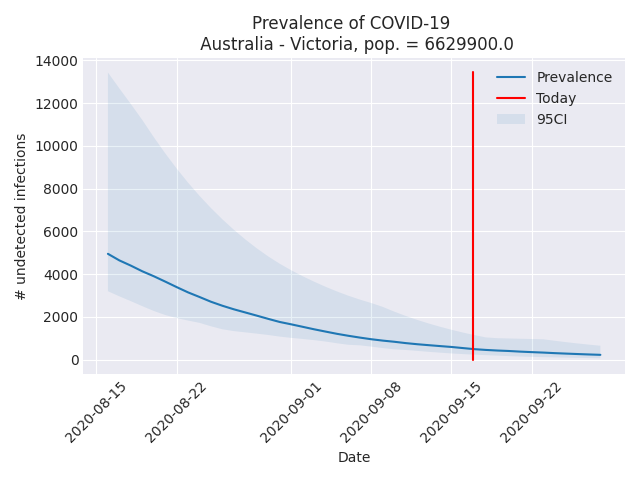 Prevalence of COVID-19
Australia - Victoria, pop. = 6629900.0
14000
12000
10000
8000
6000
4000
2000
0
# undetected infections
Prevalence
Today
95CI
2020-08-15
2020-08-22
2020-09-01
2020-09-08
2020-09-15
2020-09-22
Date